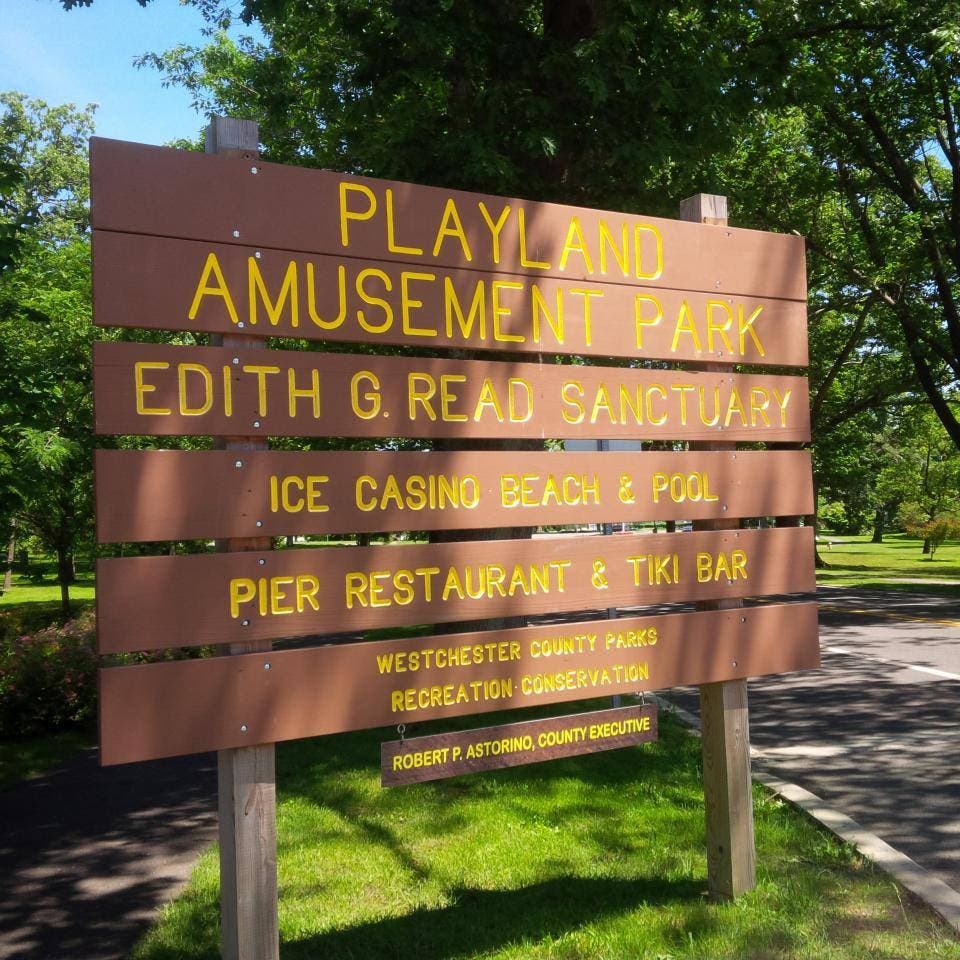 PLAYLAND
AMUSEMENT PARK
EDITH G. READ SANCTUARY
ICE CASINO BEACH & POOL
PIER RESTAURANT & TIKI BAR
WESTCHESTER COUNTY PARKS
RECREATION·CONSERVATION
ROBERT P. ASTORINO, COUNTY EXECUTIVE